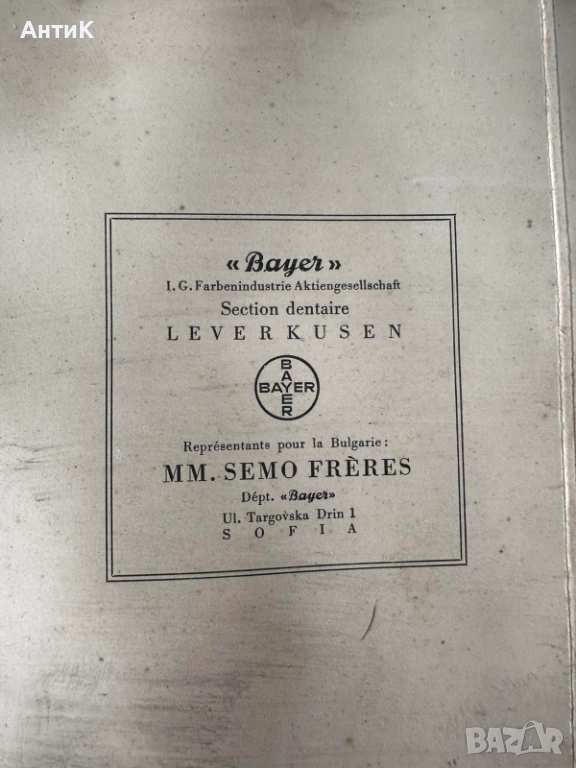 АнтиК
« Bayer »
I. G. Farbenindustrie Aktiengesellschaft
Section dentaire
LEVERKUSEN
BAYER
BAYER
Représentants pour la Bulgarie :
MM. SEMO FRÈRES
Dépt. «Bayer»
Ul. Targovska Drin 1
SOFIA
BAZAR